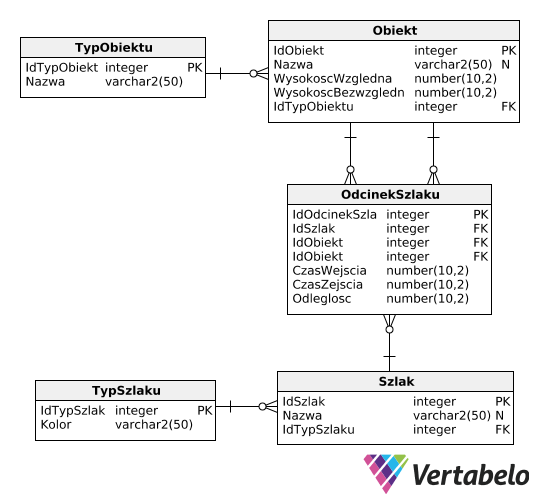 Obiekt
IdObiekt integer PK
Nazwa varchar2(50) N
WysokoscWzgledna number(10,2)
WysokoscBezwzgledn number(10,2)
IdTypObiektu integer FK
TypObiektu
IdTypObiekt integer PK
Nazwa varchar2(50)
OdcinekSzlaku
IdOdcinekSzla integer PK
IdSzlak integer FK
IdObiekt integer FK
IdObiekt integer FK
CzasWejscia number(10,2)
CzasZejscia number(10,2)
Odleglosc number(10,2)
Szlak
IdSzlak integer PK
Nazwa varchar2(50) N
IdTypSzlaku integer FK
TypSzlaku
IdTypSzlak integer PK
Kolor varchar2(50)
Vertabelo